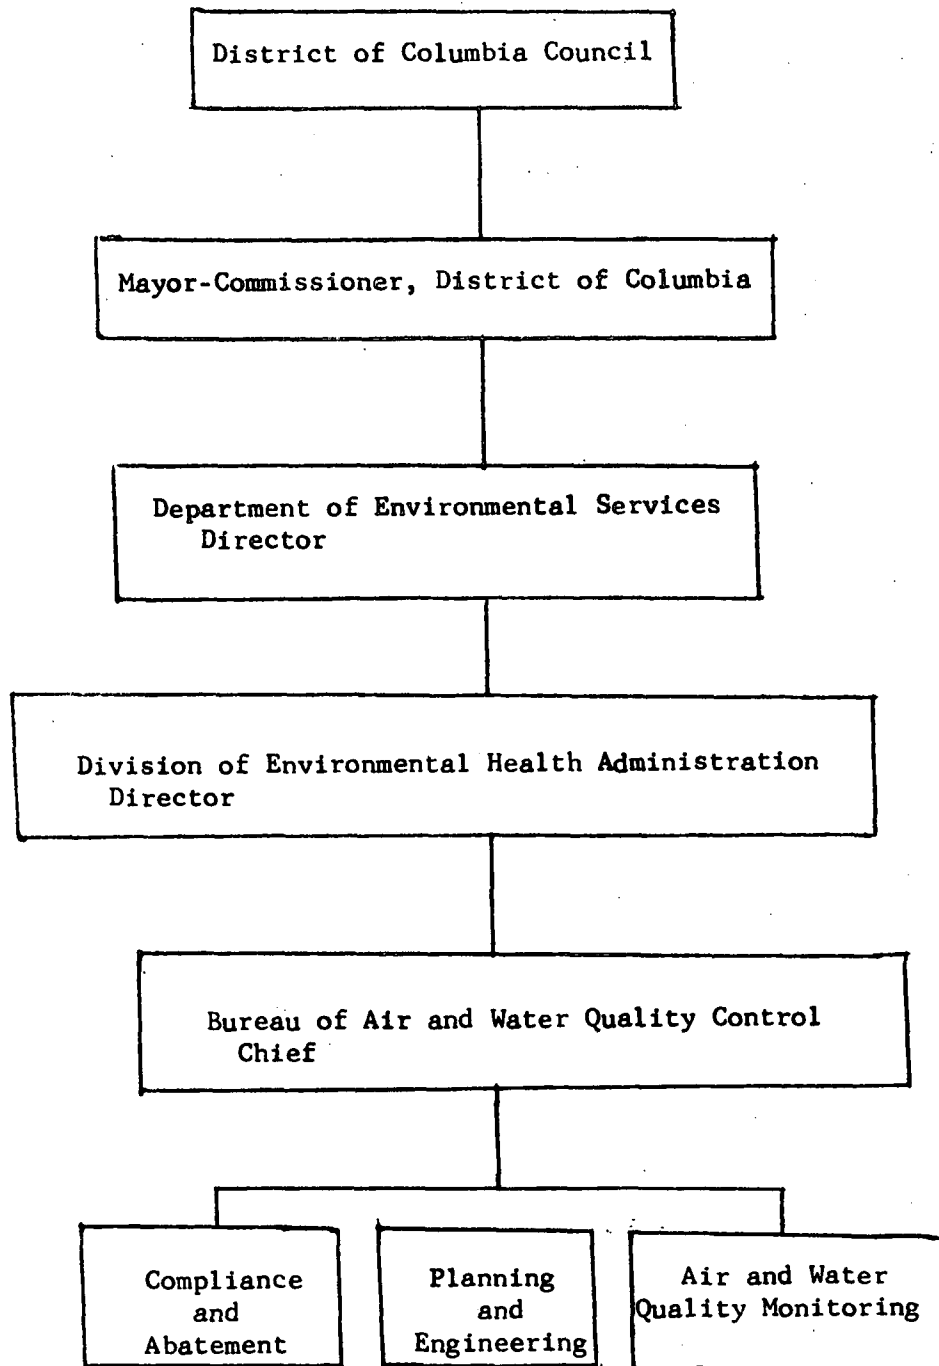 District of Columbia Council
Mayor-Commissioner, District of Columbia
Department of Environmental Services
Director
Division of Environmental Health Administration
Director
Bureau of Air and Water Quality Control
Chief
Compliance
and
Abatement
Planning
and
Engineering
Air and Water
Quality Monitoring